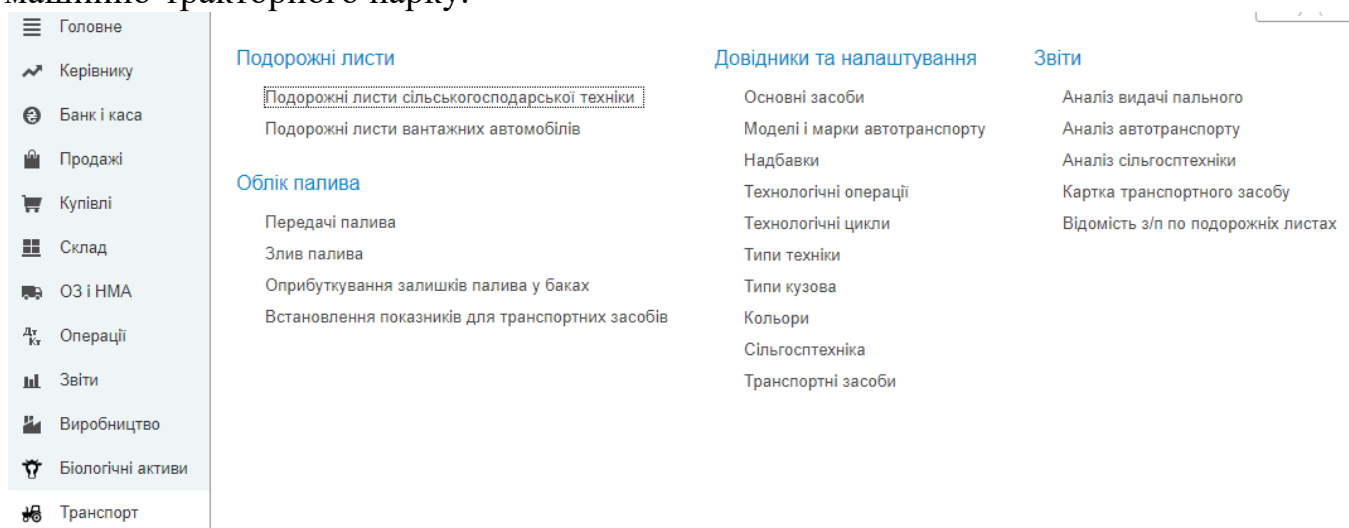 машинно-тракторного парку.
Головне
Керівнику
Банк і каса
Продажі
Купівлі
Склад
ОЗ і НМА
Операції
Звіти
Виробництво
Біологічні активи
Транспорт
Подорожні листи
Подорожні листи сільськогосподарської техніки
Подорожні листи вантажних автомобілів
Облік палива
Передачі палива
Злив палива
Оприбуткування залишків палива у баках
Встановлення показників для транспортних засобів
Довідники та налаштування
Основні засоби
Моделі і марки автотранспорту
Надбавки
Технологічні операції
Технологічні цикли
Типи техніки
Типи кузова
Кольори
Сільгосптехніка
Транспортні засоби
Звіти
Аналіз видачі пального
Аналіз автотранспорту
Аналіз сільгосптехніки
Картка транспортного засобу
Відомість з/п по подорожніх листах